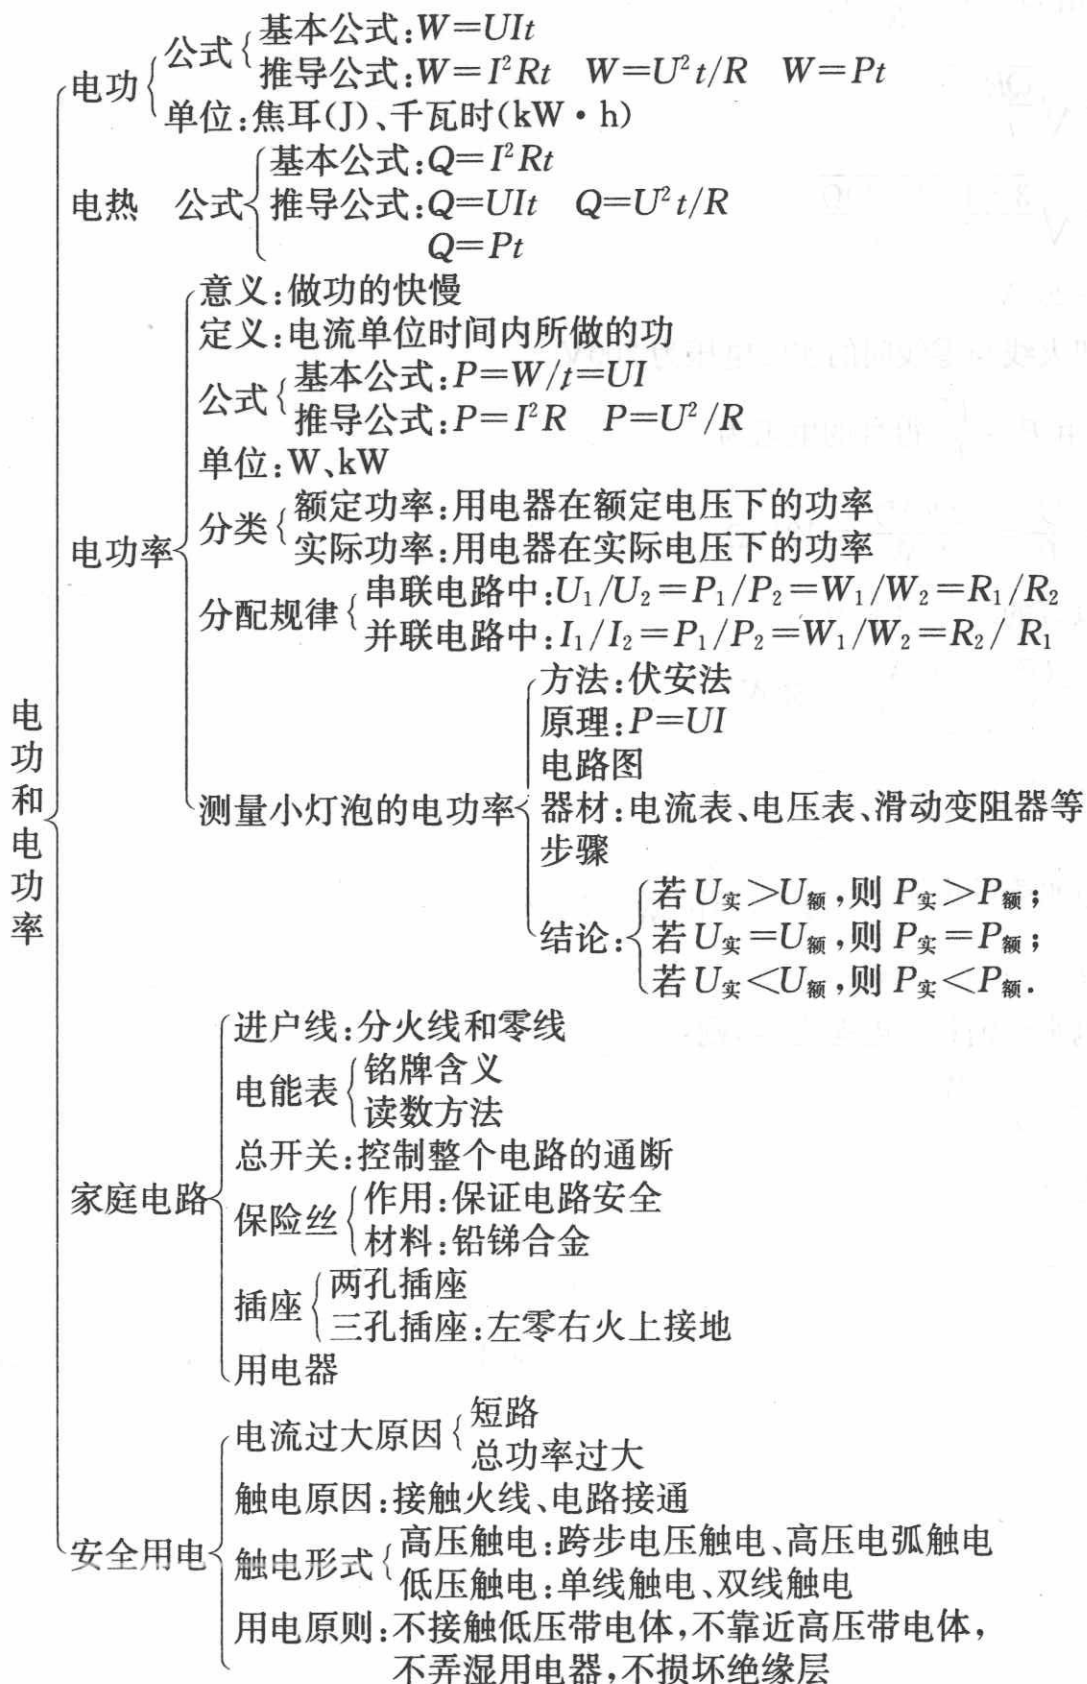 电功和电功率
电功
公式
基本公式:W=UIt
推导公式:W=I²Rt W=U²t/R W=Pt
单位:焦耳(J)、千瓦时(kW·h)
电热 公式
基本公式:Q=I²Rt
推导公式:Q=UIt Q=U²t/R
Q=Pt
电功率
意义:做功的快慢
定义:电流单位时间内所做的功
公式
基本公式:P=W/t=UI
推导公式:P=I²R P=U²/R
单位:W、kW
分类
额定功率:用电器在额定电压下的功率
实际功率:用电器在实际电压下的功率
分配规律
串联电路中:U₁/U₂=P₁/P₂=W₁/W₂=R₁/R₂
并联电路中:I₁/I₂=P₁/P₂=W₁/W₂=R₂/R₁
测量小灯泡的电功率
方法:伏安法
原理:P=UI
电路图
器材:电流表、电压表、滑动变阻器等
步骤
结论:
若U实>U额,则P实>P额;
若U实=U额,则P实=P额;
若U实<U额,则P实<P额.
家庭电路
进户线:分火线和零线
电能表
铭牌含义
读数方法
总开关:控制整个电路的通断
保险丝
作用:保证电路安全
材料:铅锑合金
插座
两孔插座
三孔插座:左零右火上接地
用电器
安全用电
电流过大原因
短路
总功率过大
触电原因:接触火线、电路接通
触电形式
高压触电:跨步电压触电、高压电弧触电
低压触电:单线触电、双线触电
用电原则:不接触低压带电体,不靠近高压带电体,
不弄湿用电器,不损坏绝缘层